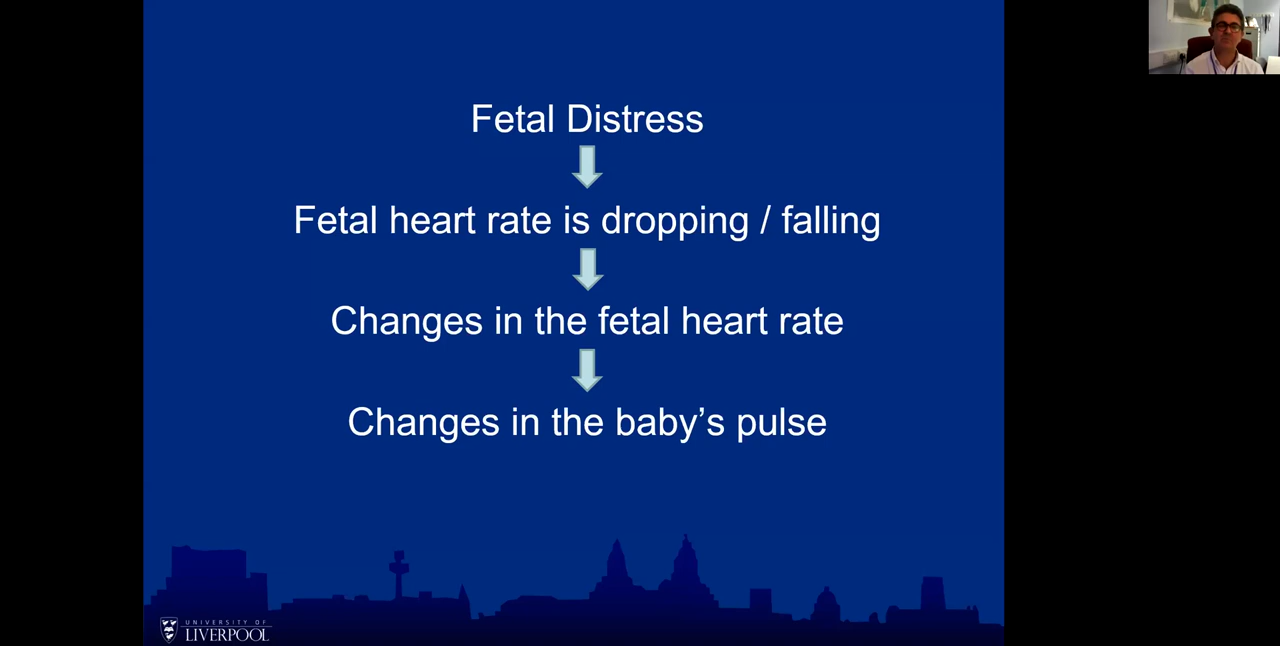 Fetal Distress
Fetal heart rate is dropping / falling
Changes in the fetal heart rate
Changes in the baby’s pulse
UNIVERSITY OF
LIVERPOOL